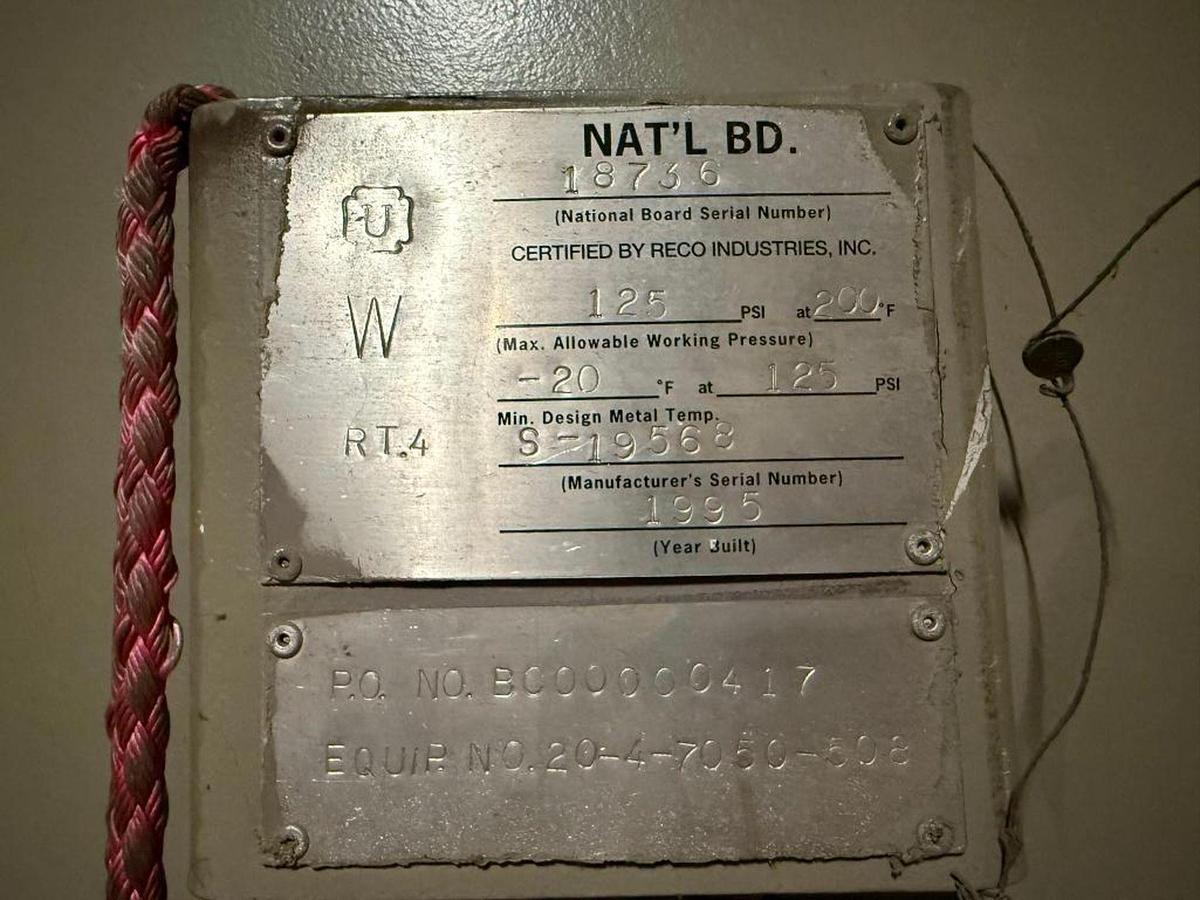 NAT'L BD.
18736
(National Board Serial Number)
U
CERTIFIED BY RECO INDUSTRIES, INC.
W
125 PSI at 200 °F
(Max. Allowable Working Pressure)
-20 °F at 125 PSI
Min. Design Metal Temp.
RT.4
S-19568
(Manufacturer's Serial Number)
1995
(Year Built)
P.O. NO. BC00000417
EQUIP. NO. 20-4-7050-508